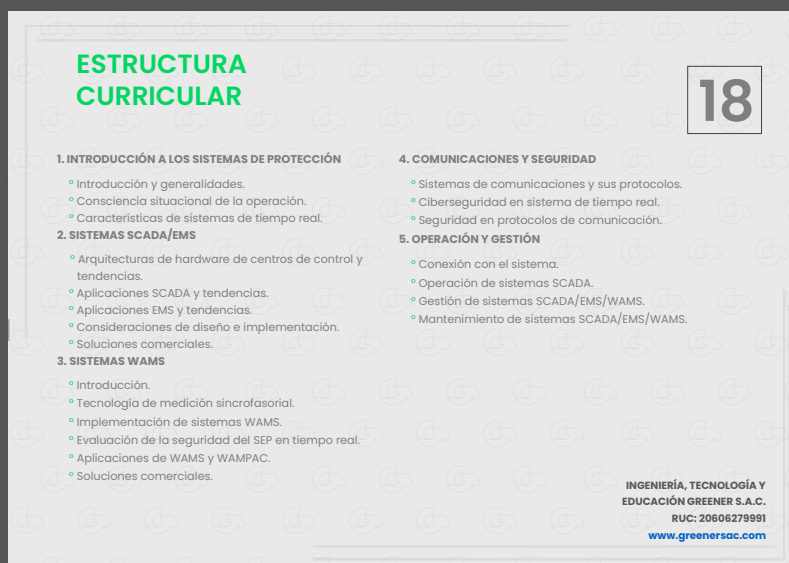 ESTRUCTURA
CURRICULAR
18
1. INTRODUCCIÓN A LOS SISTEMAS DE PROTECCIÓN
° Introducción y generalidades.
° Consciencia situacional de la operación.
° Características de sistemas de tiempo real.
2. SISTEMAS SCADA/EMS
° Arquitecturas de hardware de centros de control y
tendencias.
° Aplicaciones SCADA y tendencias.
° Aplicaciones EMS y tendencias.
° Consideraciones de diseño e implementación.
° Soluciones comerciales.
3. SISTEMAS WAMS
° Introducción.
° Tecnología de medición sincrofasorial.
° Implementación de sistemas WAMS.
° Evaluación de la seguridad del SEP en tiempo real.
° Aplicaciones de WAMS y WAMPAC.
° Soluciones comerciales.
4. COMUNICACIONES Y SEGURIDAD
° Sistemas de comunicaciones y sus protocolos.
° Ciberseguridad en sistema de tiempo real.
° Seguridad en protocolos de comunicación.
5. OPERACIÓN Y GESTIÓN
° Conexión con el sistema.
° Operación de sistemas SCADA.
° Gestión de sistemas SCADA/EMS/WAMS.
° Mantenimiento de sistemas SCADA/EMS/WAMS.
INGENIERÍA, TECNOLOGÍA Y
EDUCACIÓN GREENER S.A.C.
RUC: 20606279991
www.greenersac.com